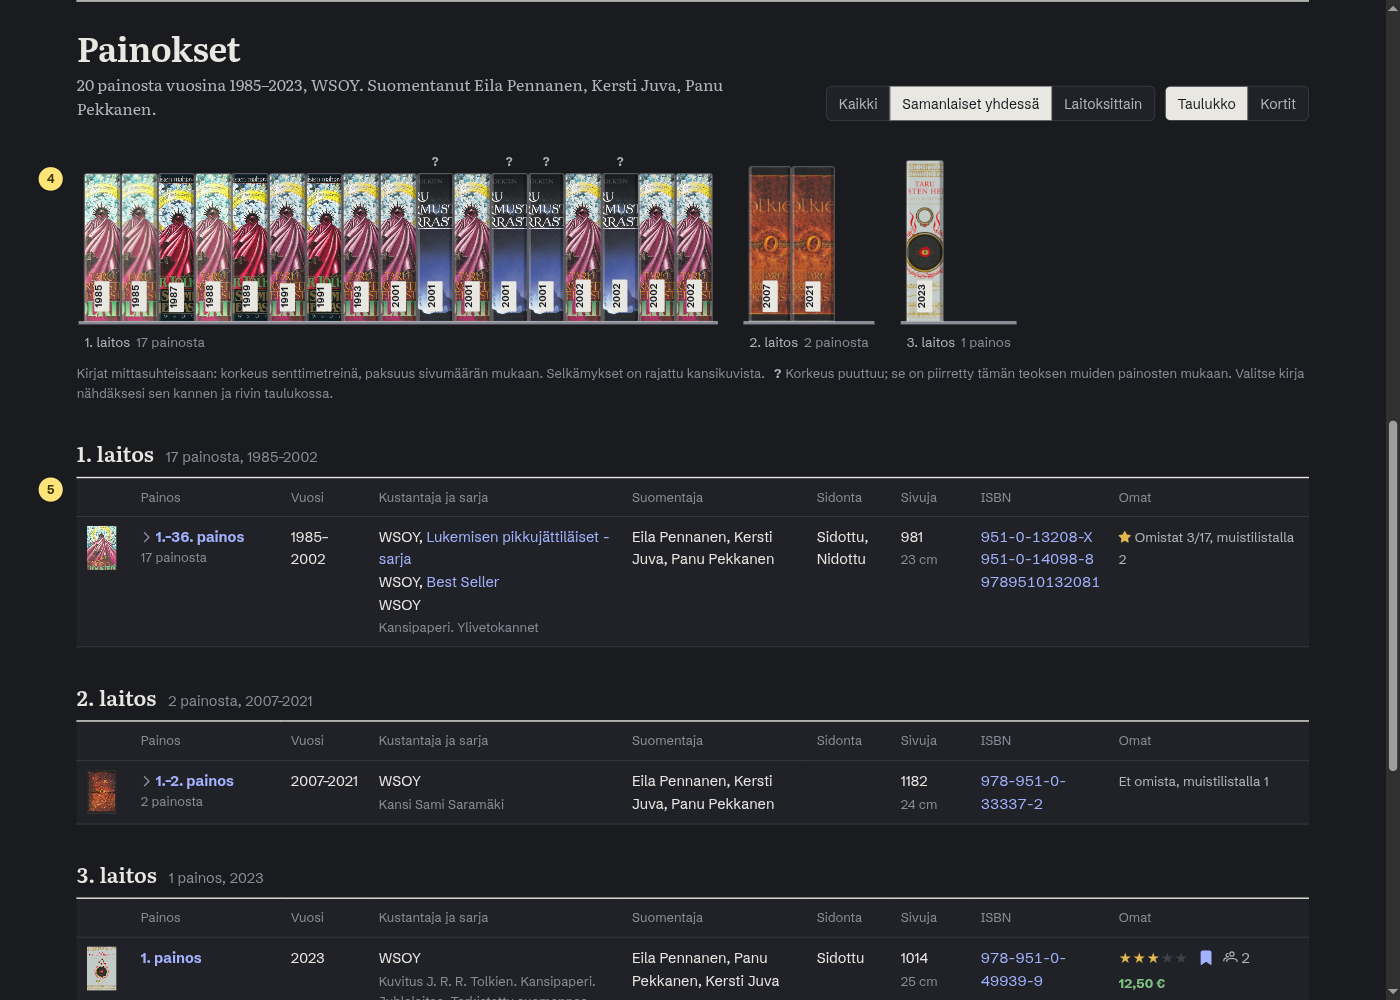 Painokset
20 painosta vuosina 1985–2023, WSOY. Suomentanut Eila Pennanen, Kersti Juva, Panu
Pekkanen.
Kaikki Samanlaiset yhdessä Laitoksittain Taulukko Kortit
4
? ? ? ?
1985 1985 1987 1988 1989 1991 1991 1993 2001 2001 2001 2001 2001 2002 2002 2002 2002
2007 2021
TARU
2023
1. laitos 17 painosta
2. laitos 2 painosta
3. laitos 1 painos
Kirjat mittasuhteissaan: korkeus senttimetreinä, paksuus sivumäärän mukaan. Selkämykset on rajattu kansikuvista. ? Korkeus puuttuu; se on piirretty tämän teoksen muiden painosten mukaan. Valitse kirja
nähdäksesi sen kannen ja rivin taulukossa.
1. laitos 17 painosta, 1985–2002
5
Painos Vuosi Kustantaja ja sarja Suomentaja Sidonta Sivuja ISBN Omat
1.–36. painos 1985– WSOY, Lukemisen pikkujättiläiset - Eila Pennanen, Kersti Sidottu, 981 951-0-13208-X Omistat 3/17, muistilistalla
17 painosta 2002 sarja Juva, Panu Pekkanen Nidottu 23 cm 951-0-14098-8 2
WSOY, Best Seller 9789510132081
WSOY
Kansipaperi. Ylivetokannet
2. laitos 2 painosta, 2007–2021
Painos Vuosi Kustantaja ja sarja Suomentaja Sidonta Sivuja ISBN Omat
1.–2. painos 2007–2021 WSOY Eila Pennanen, Kersti 1182 978-951-0- Et omista, muistilistalla 1
2 painosta Kansi Sami Saramäki Juva, Panu Pekkanen 24 cm 33337-2
3. laitos 1 painos, 2023
Painos Vuosi Kustantaja ja sarja Suomentaja Sidonta Sivuja ISBN Omat
1. painos 2023 WSOY Eila Pennanen, Panu Sidottu 1014 978-951-0- 2
Kuvitus J. R. R. Tolkien. Kansipaperi. Pekkanen, Kersti Juva 25 cm 49939-9 12,50 €